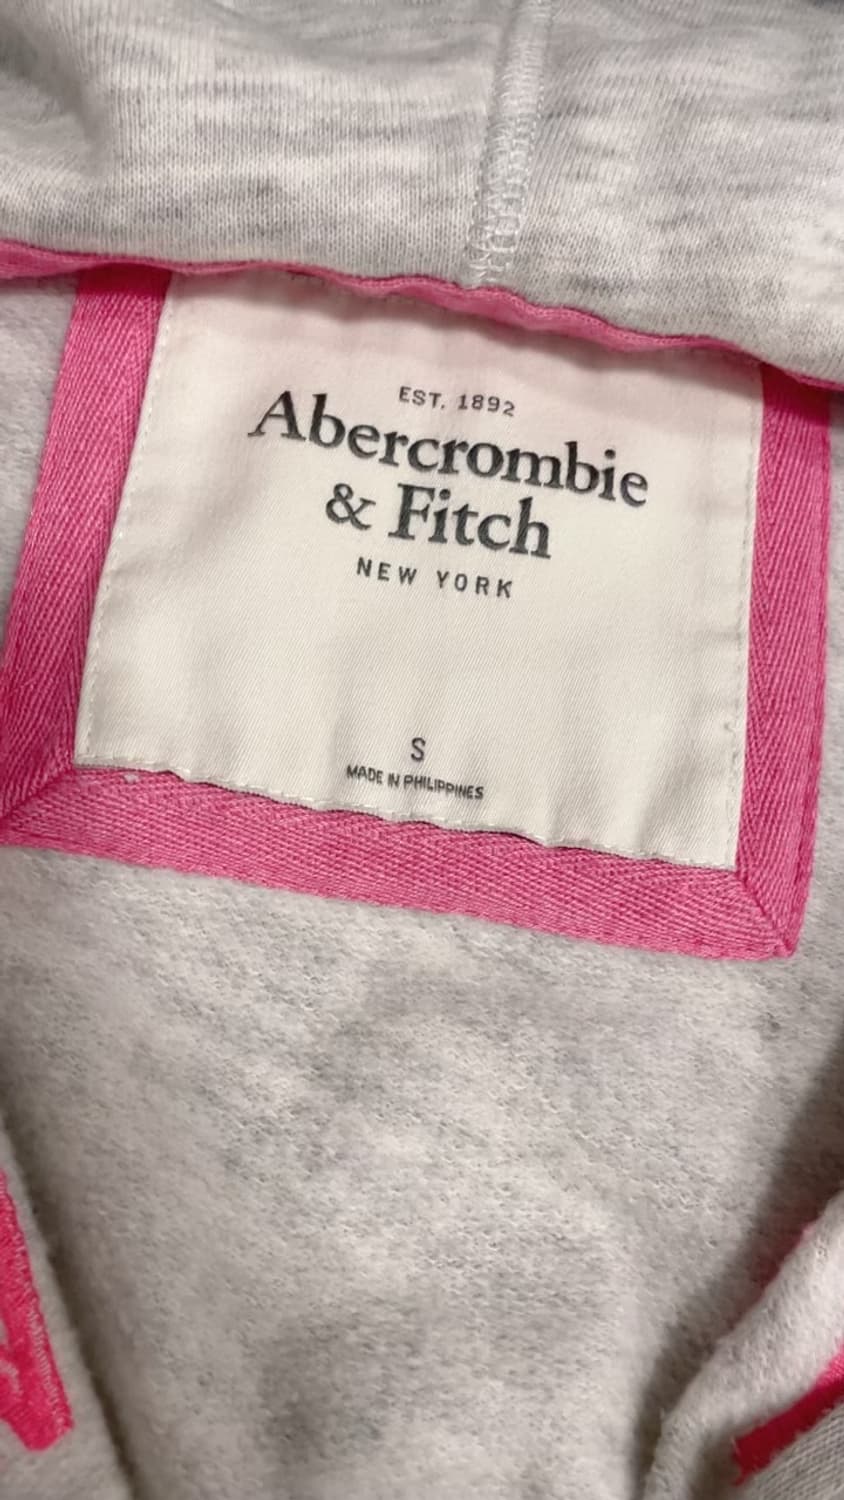 EST. 1892
Abercrombie
& Fitch
NEW YORK
S
MADE IN PHILIPPINES